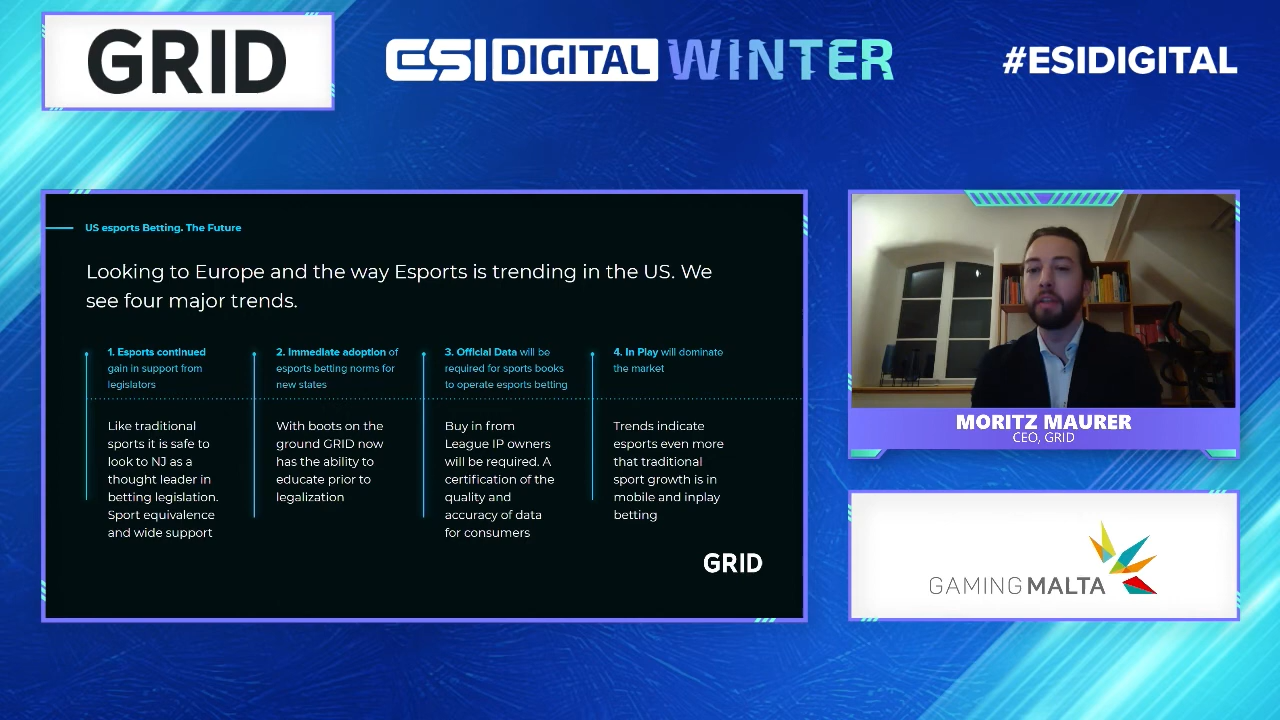 GRID
ESI DIGITAL WINTER
#ESIDIGITAL
US esports Betting. The Future
Looking to Europe and the way Esports is trending in the US. We
see four major trends.
1. Esports continued
gain in support from
legislators
Like traditional
sports it is safe to
look to NJ as a
thought leader in
betting legislation.
Sport equivalence
and wide support
2. Immediate adoption of
esports betting norms for
new states
With boots on the
ground GRID now
has the ability to
educate prior to
legalization
3. Official Data will be
required for sports books
to operate esports betting
Buy in from
League IP owners
will be required. A
certification of the
quality and
accuracy of data
for consumers
4. In Play will dominate
the market
Trends indicate
esports even more
that traditional
sport growth is in
mobile and inplay
betting
GRID
MORITZ MAURER
CEO, GRID
GAMINGMALTA